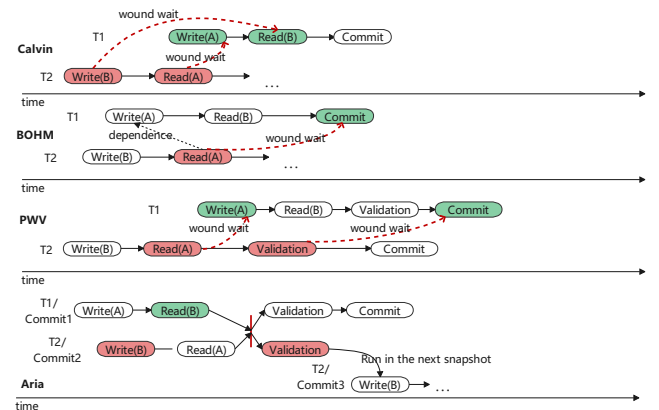 wound wait
T1 Write(A) Read(B) Commit
Calvin
wound wait
T2 Write(B) Read(A) ...
time
T1 Write(A) Read(B) Commit
BOHM dependence wound wait
T2 Write(B) Read(A)
...
time
T1 Write(A) Read(B) Validation Commit
PWV
wound wait wound wait
T2 Write(B) Read(A) Validation Commit
time
T1/
Commit1 Write(A) Read(B) Validation Commit
T2/
Commit2 Write(B) Read(A) Validation
Run in the next snapshot
T2/
Commit3 Write(B) ...
Aria
time